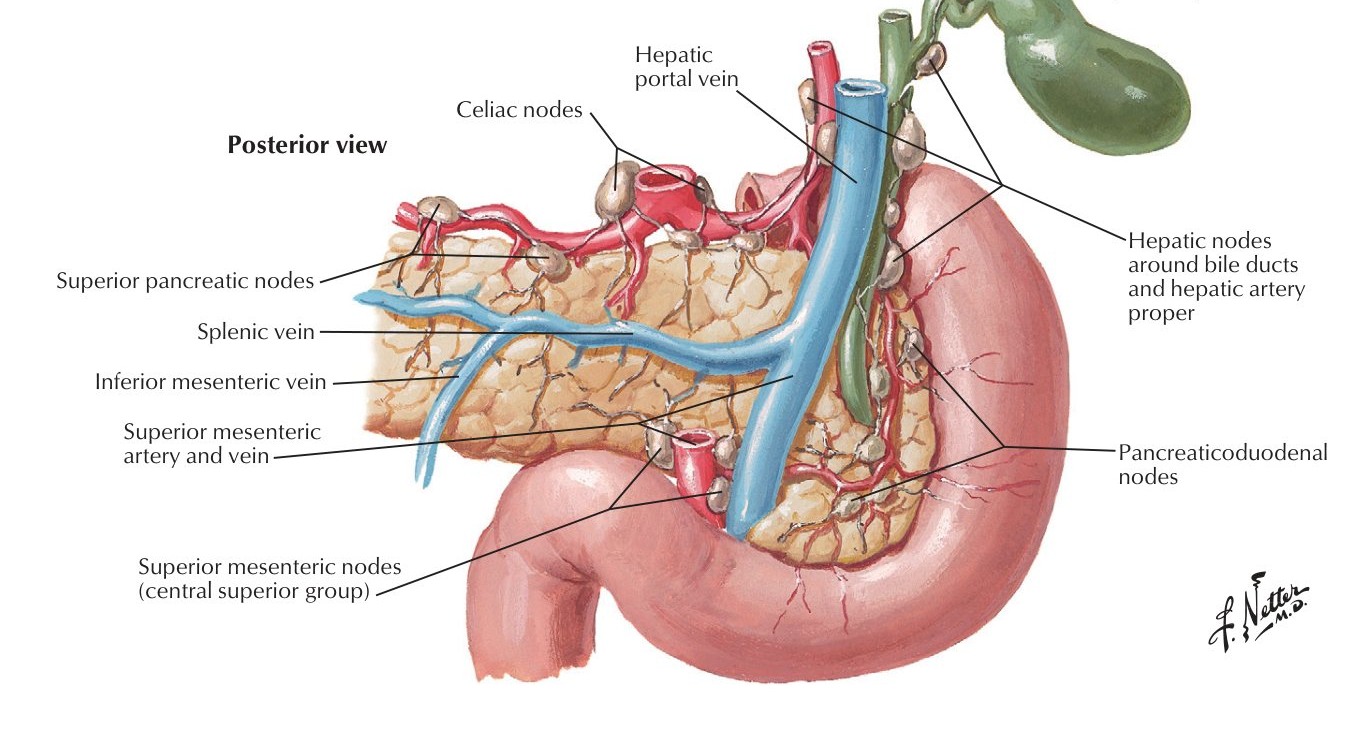 Hepatic
portal vein
Celiac nodes
Posterior view
Superior pancreatic nodes
Splenic vein
Inferior mesenteric vein
Superior mesenteric
artery and vein
Superior mesenteric nodes
(central superior group)
Hepatic nodes
around bile ducts
and hepatic artery
proper
Pancreaticoduodenal
nodes
F. Netter
M.D.